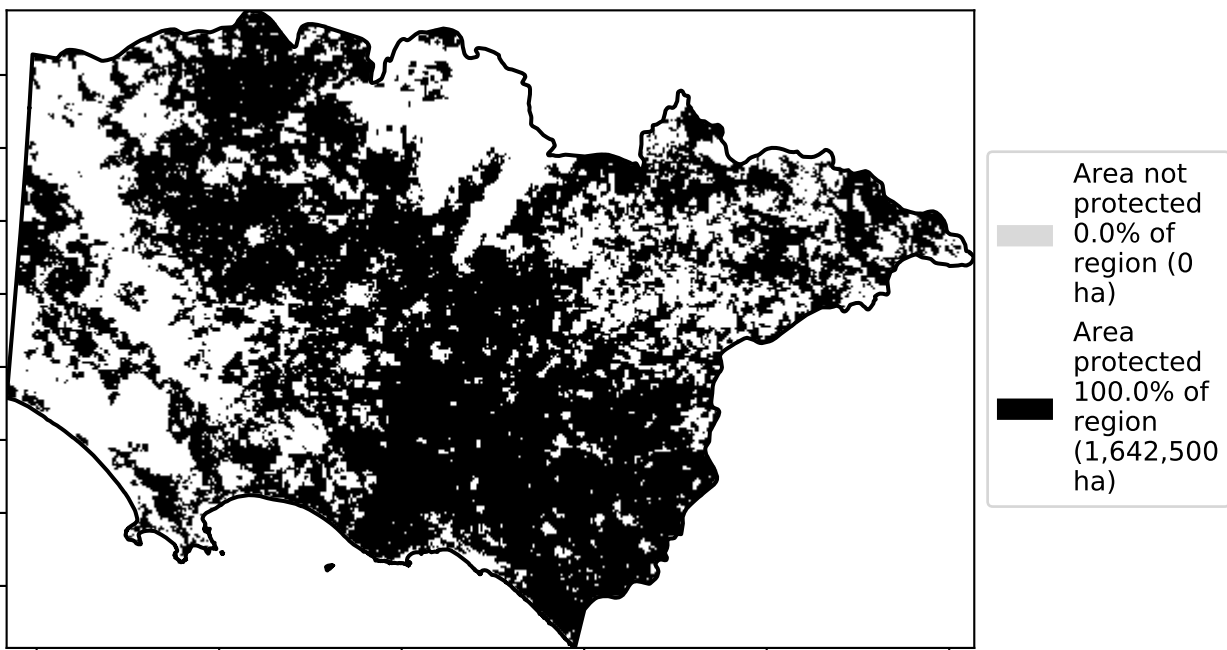 Area not
protected
0.0% of
region (0
ha)
Area
protected
100.0% of
region
(1,642,500
ha)